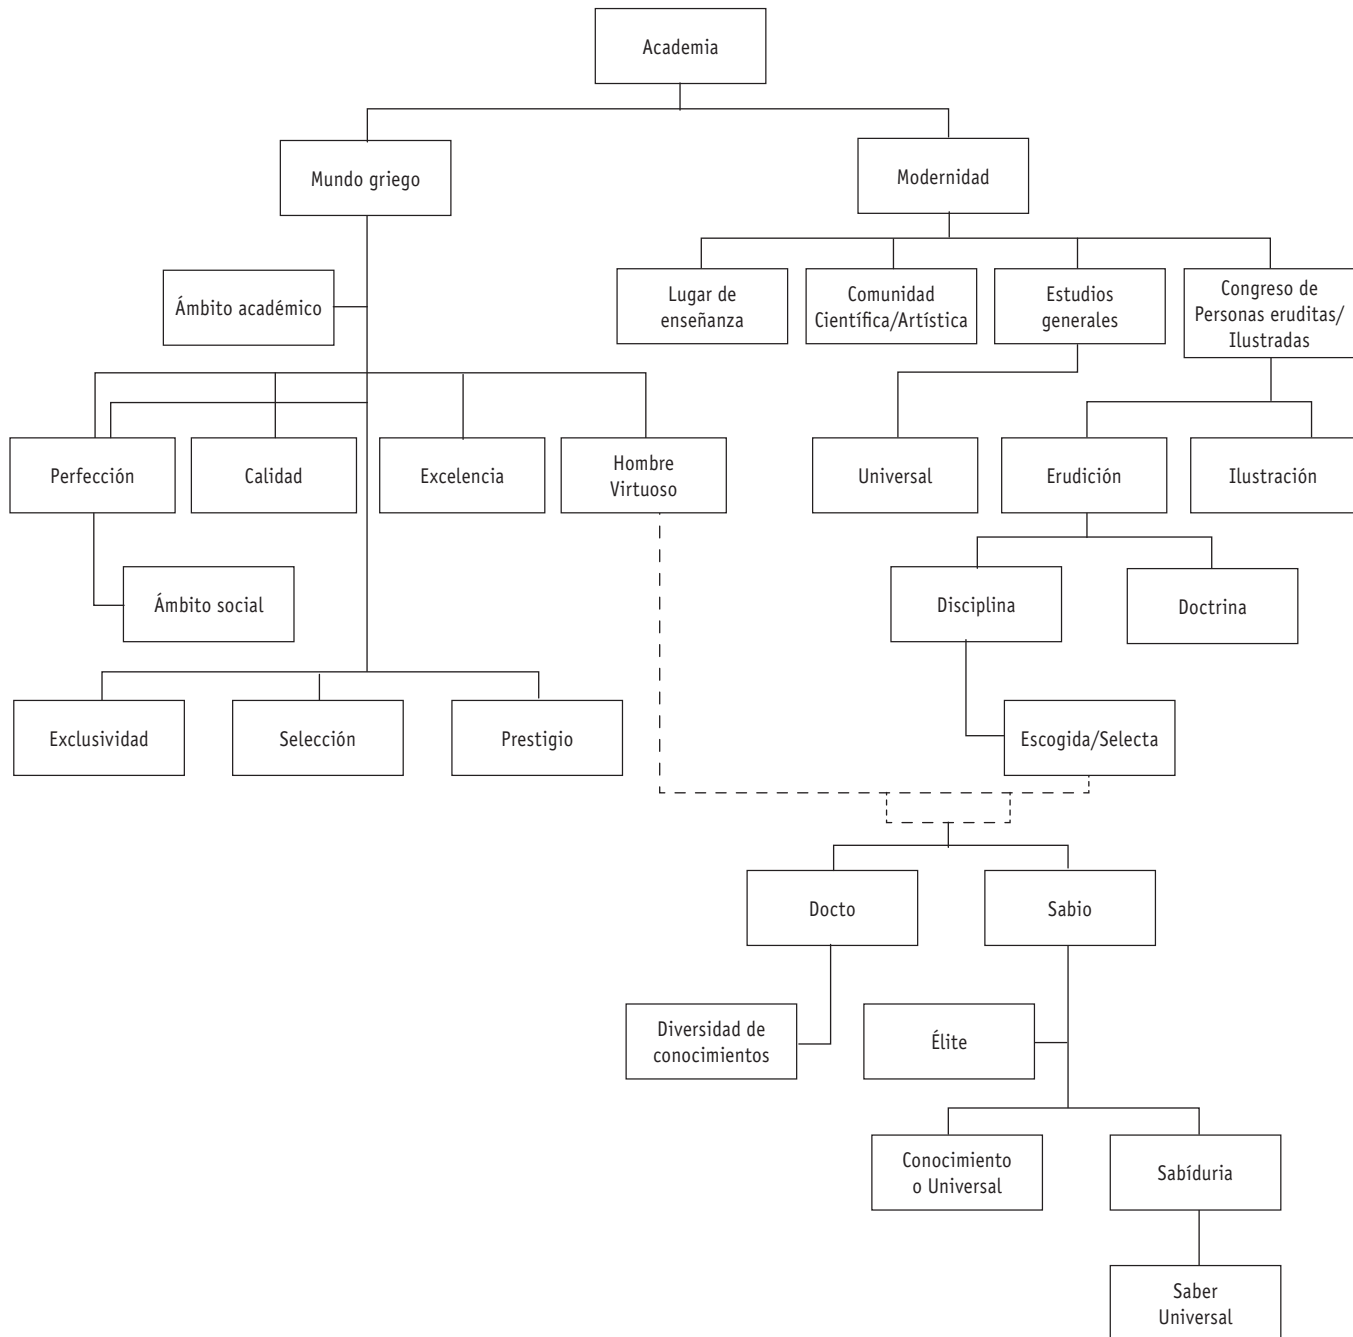 Academia
Mundo griego
Modernidad
Ámbito académico
Lugar de
enseñanza
Comunidad
Científica/Artística
Estudios
generales
Congreso de
Personas eruditas/
Ilustradas
Perfección
Calidad
Excelencia
Hombre
Virtuoso
Universal
Erudición
Ilustración
Ámbito social
Disciplina
Doctrina
Exclusividad
Selección
Prestigio
Escogida/Selecta
Docto
Sabio
Diversidad de
conocimientos
Élite
Conocimiento
o Universal
Sabíduria
Saber
Universal